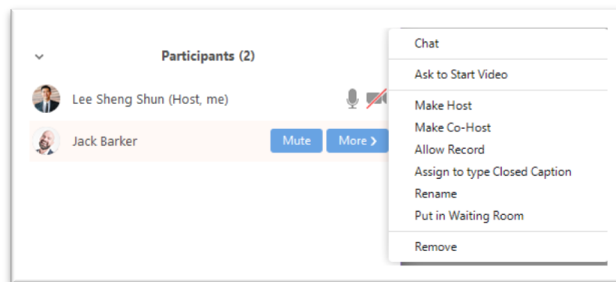 Participants (2)
Lee Sheng Shun (Host, me)
Jack Barker
Mute
More
Chat
Ask to Start Video
Make Host
Make Co-Host
Allow Record
Assign to type Closed Caption
Rename
Put in Waiting Room
Remove